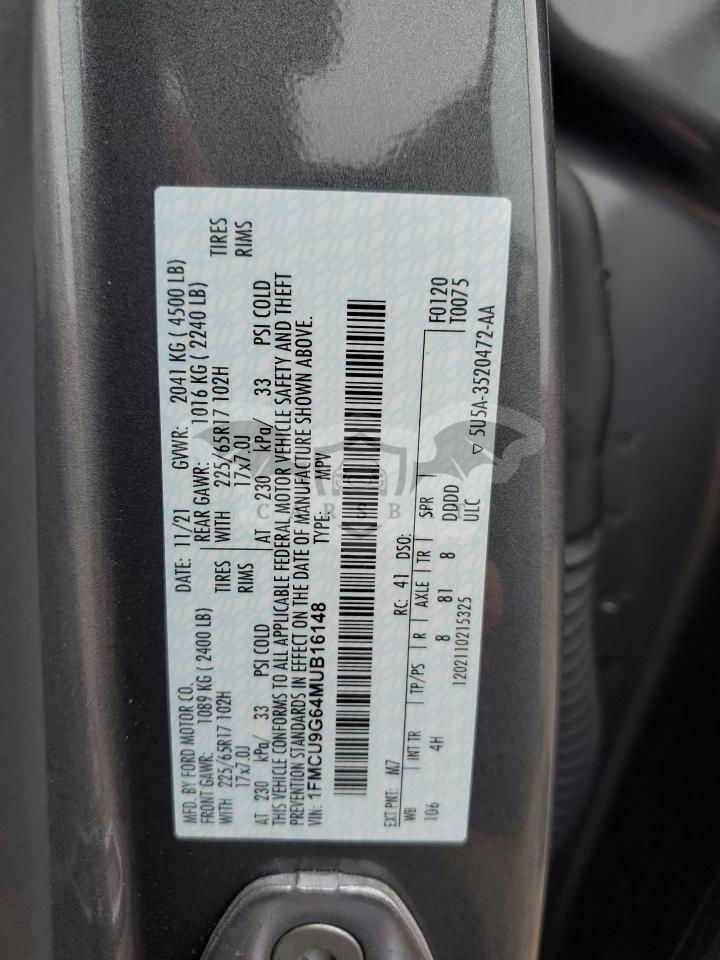 MFD. BY FORD MOTOR CO.
DATE: 11/21 GVWR: 2041 KG ( 4500 LB)
FRONT GAWR: 1089 KG ( 2400 LB) REAR GAWR: 1016 KG ( 2240 LB)
WITH 225/65R17 102H TIRES WITH 225/65R17 102H TIRES
17x7.0J RIMS 17x7.0J RIMS
AT 230 kPa/ 33 PSI COLD AT 230 kPa/ 33 PSI COLD
THIS VEHICLE CONFORMS TO ALL APPLICABLE FEDERAL MOTOR VEHICLE SAFETY AND THEFT
PREVENTION STANDARDS IN EFFECT ON THE DATE OF MANUFACTURE SHOWN ABOVE.
VIN: 1FMCU9G64MUB16148 TYPE: MPV
F0120
T0075
EXT PNT: M7 RC: 41 DSO:
WB INT TR TP/PS R AXLE TR SPR
106 4H 8 81 8 DDDD
1202110215325 ULC
▽ 5U5A-3520472-AA